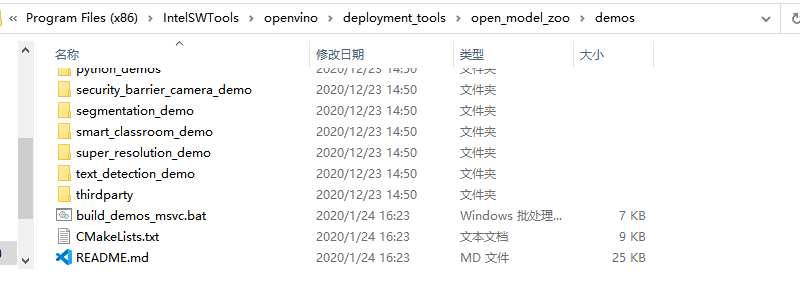 « Program Files (x86) > IntelSWTools > openvino > deployment_tools > open_model_zoo > demos
名称 修改日期 类型 大小
python_demos 2020/12/23 14:50 文件夹
security_barrier_camera_demo 2020/12/23 14:50 文件夹
segmentation_demo 2020/12/23 14:50 文件夹
smart_classroom_demo 2020/12/23 14:50 文件夹
super_resolution_demo 2020/12/23 14:50 文件夹
text_detection_demo 2020/12/23 14:50 文件夹
thirdparty 2020/12/23 14:50 文件夹
build_demos_msvc.bat 2020/1/24 16:23 Windows 批处理... 7 KB
CMakeLists.txt 2020/1/24 16:23 文本文档 9 KB
README.md 2020/1/24 16:23 MD 文件 25 KB